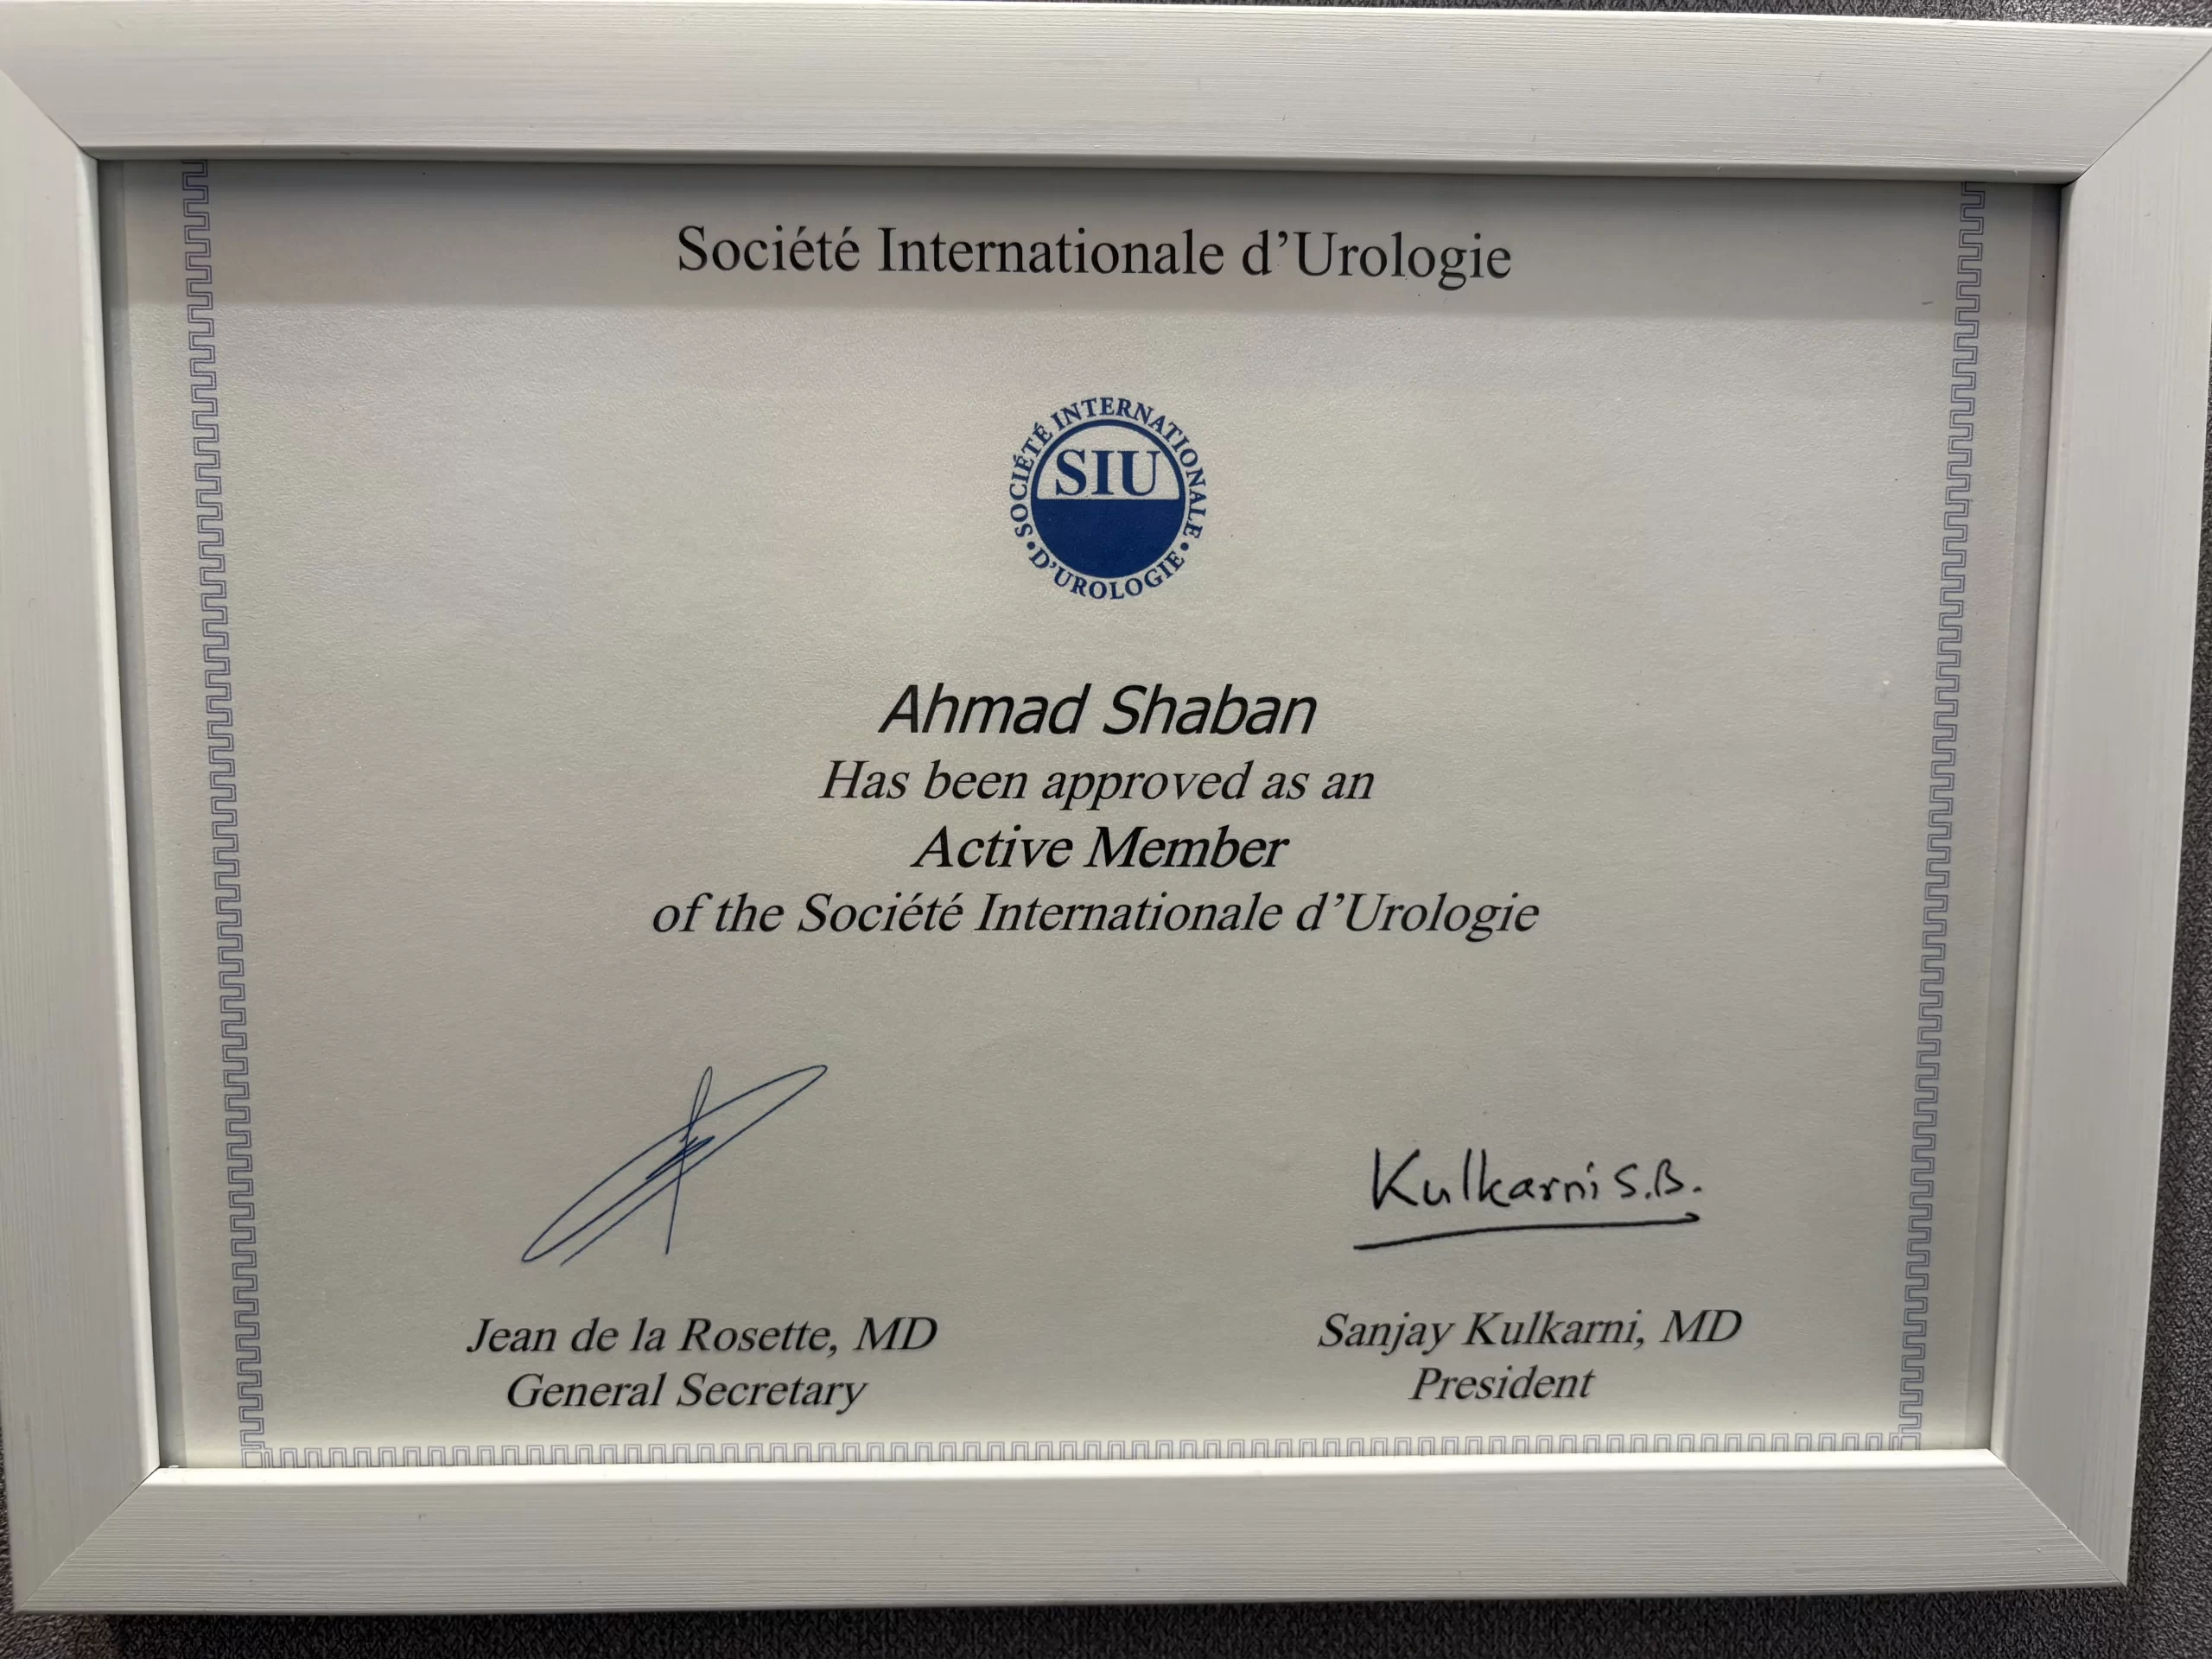 Société Internationale d’Urologie
SOCIÉTÉ INTERNATIONALE
SIU
• D’UROLOGIE •
Ahmad Shaban
Has been approved as an
Active Member
of the Société Internationale d’Urologie
Kulkarni S.B.
Jean de la Rosette, MD
General Secretary
Sanjay Kulkarni, MD
President